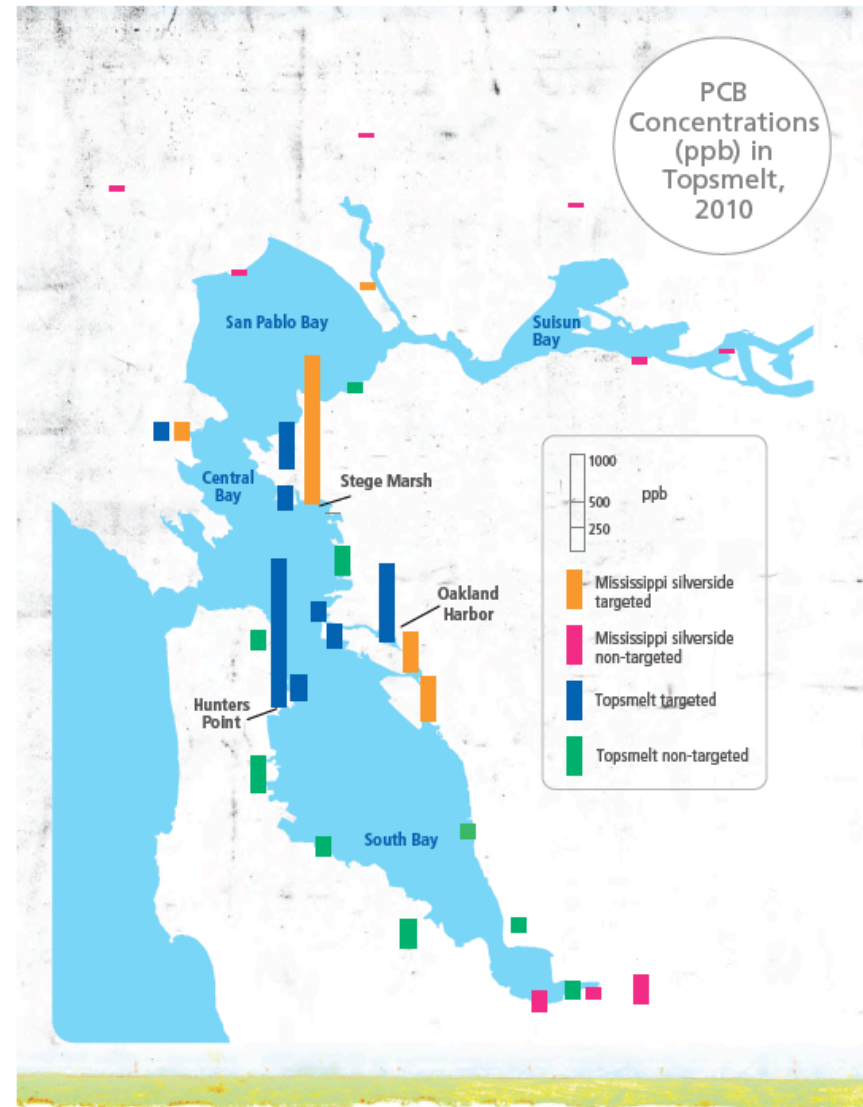 PCB
Concentrations
(ppb) in
Topsmelt,
2010
San Pablo Bay
Suisun
Bay
Central
Bay
Stege Marsh
1000
500
250
ppb
Mississippi silverside
targeted
Mississippi silverside
non-targeted
Topsmelt targeted
Topsmelt non-targeted
Oakland
Harbor
Hunters
Point
South Bay